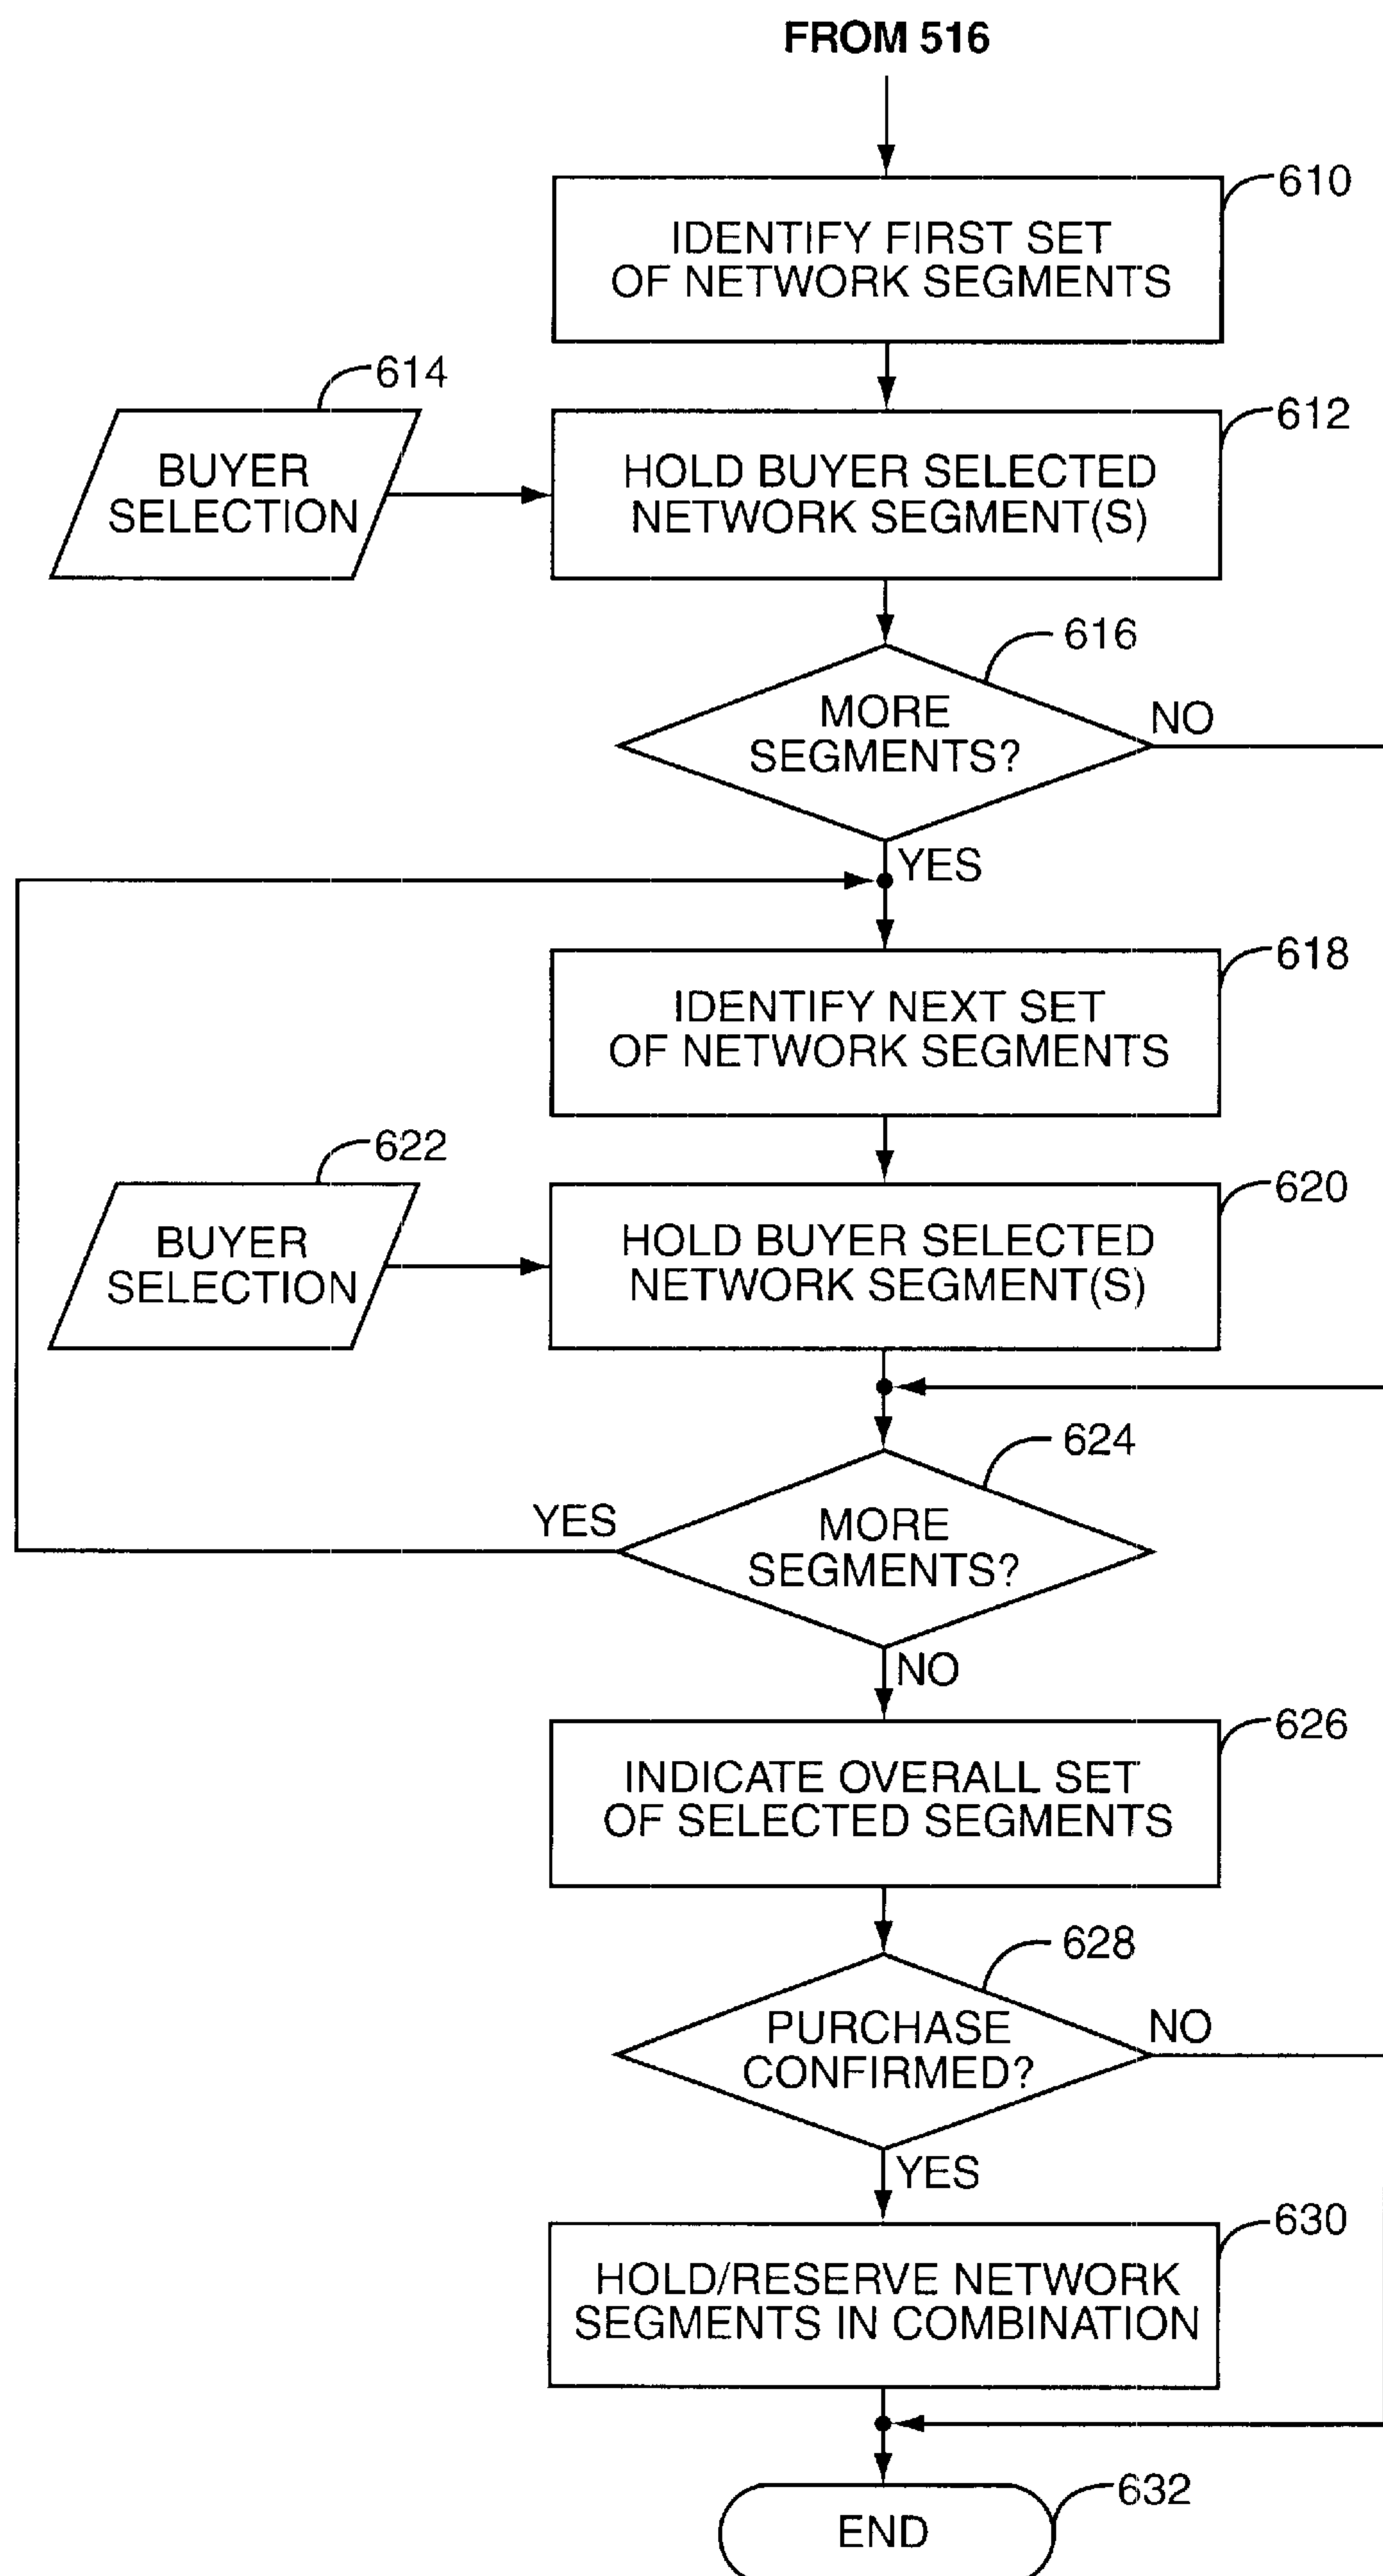 FROM 516
610
IDENTIFY FIRST SET
OF NETWORK SEGMENTS
614
BUYER
SELECTION
612
HOLD BUYER SELECTED
NETWORK SEGMENT(S)
616
MORE
SEGMENTS?
NO
YES
618
IDENTIFY NEXT SET
OF NETWORK SEGMENTS
622
BUYER
SELECTION
620
HOLD BUYER SELECTED
NETWORK SEGMENT(S)
624
MORE
SEGMENTS?
YES
NO
626
INDICATE OVERALL SET
OF SELECTED SEGMENTS
628
PURCHASE
CONFIRMED?
NO
YES
630
HOLD/RESERVE NETWORK
SEGMENTS IN COMBINATION
632
END